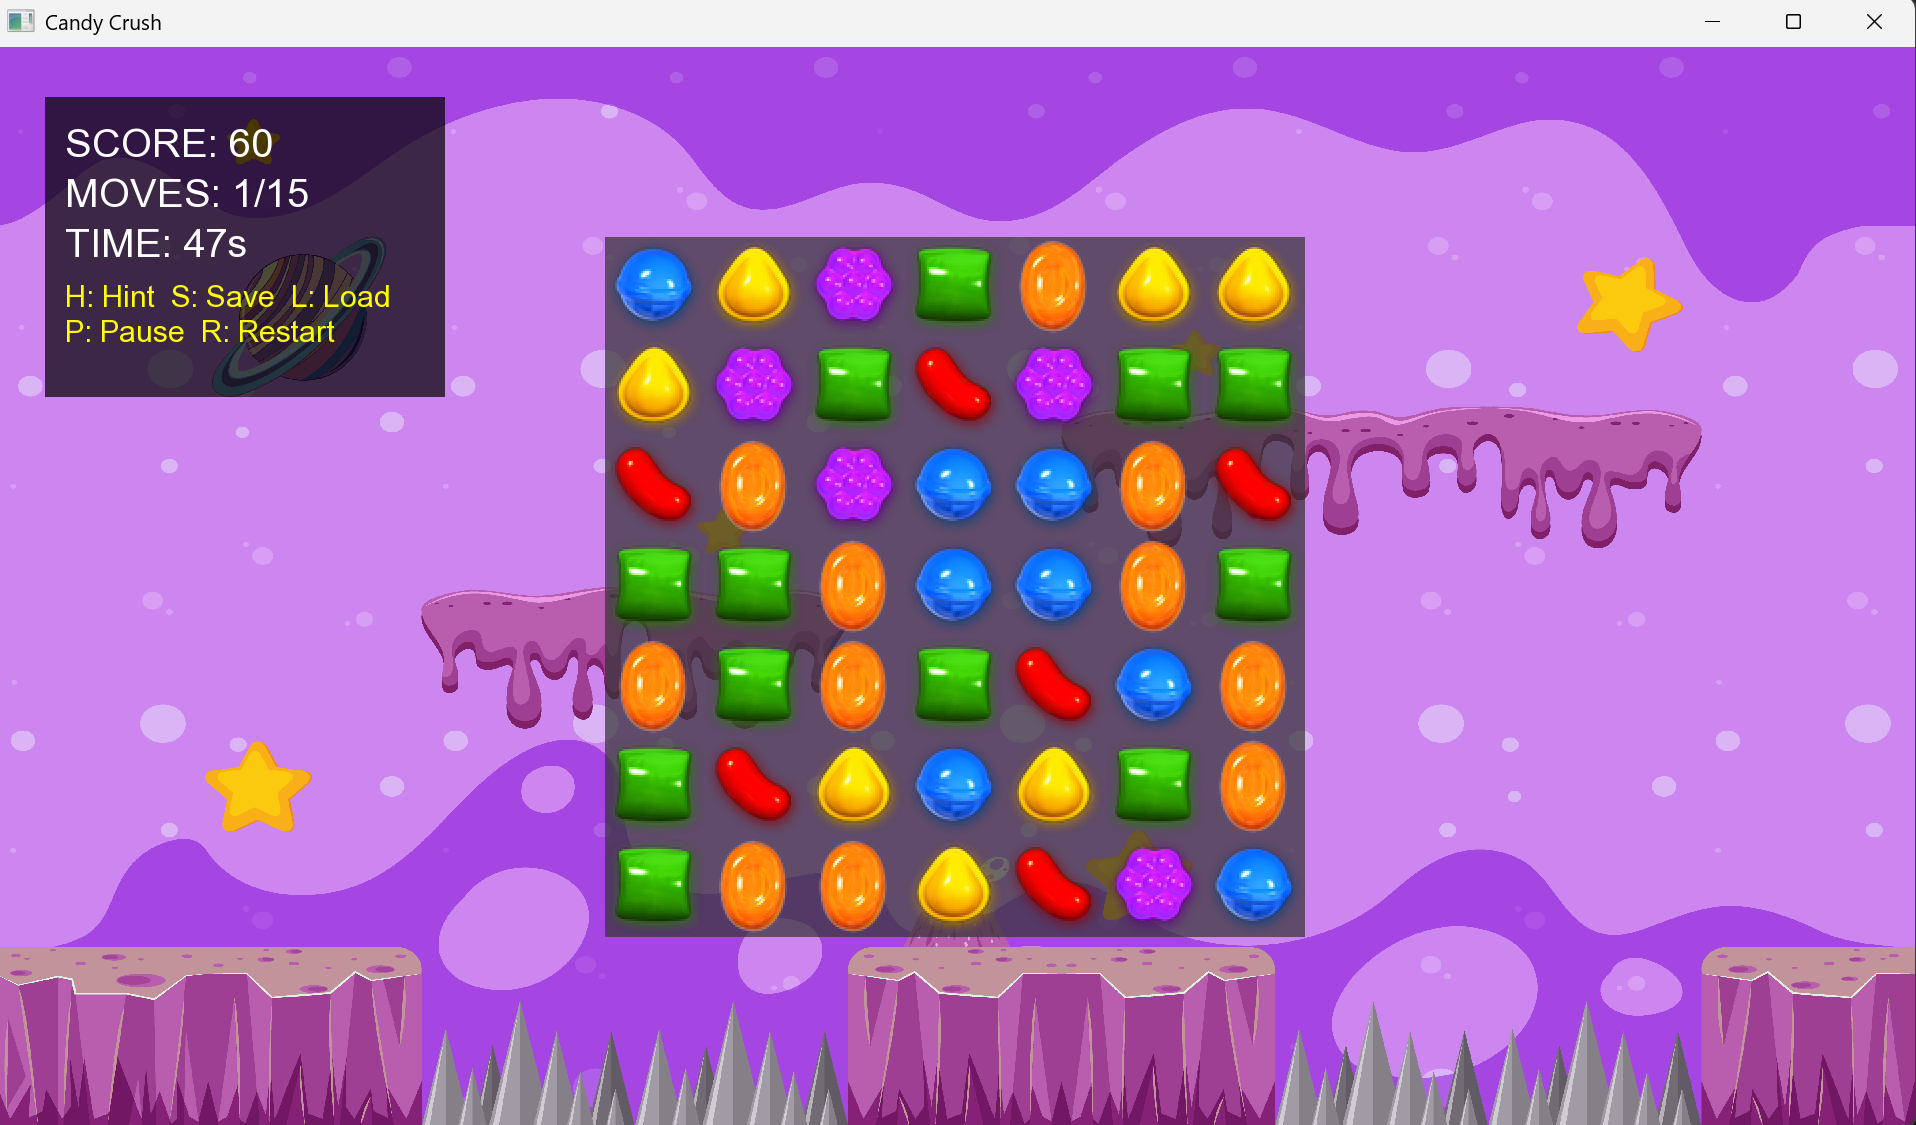 Candy Crush
SCORE: 60
MOVES: 1/15
TIME: 47s
H: Hint  S: Save  L: Load
P: Pause  R: Restart